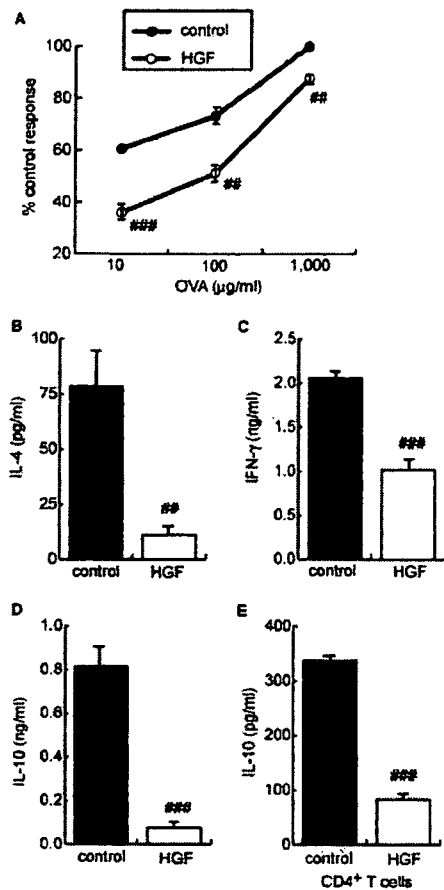 A
control
HGF
% control response
100
80
60
40
20
###
##
##
10 100 1,000
OVA (µg/ml)
B
IL-4 (pg/ml)
100
75
50
25
0
##
control HGF
C
IFN-γ (ng/ml)
2.5
2.0
1.5
1.0
0.5
0.0
###
control HGF
D
IL-10 (ng/ml)
1.0
0.8
0.6
0.4
0.2
0.0
###
control HGF
E
IL-10 (pg/ml)
400
300
200
100
0
###
control HGF
CD4⁺ T cells